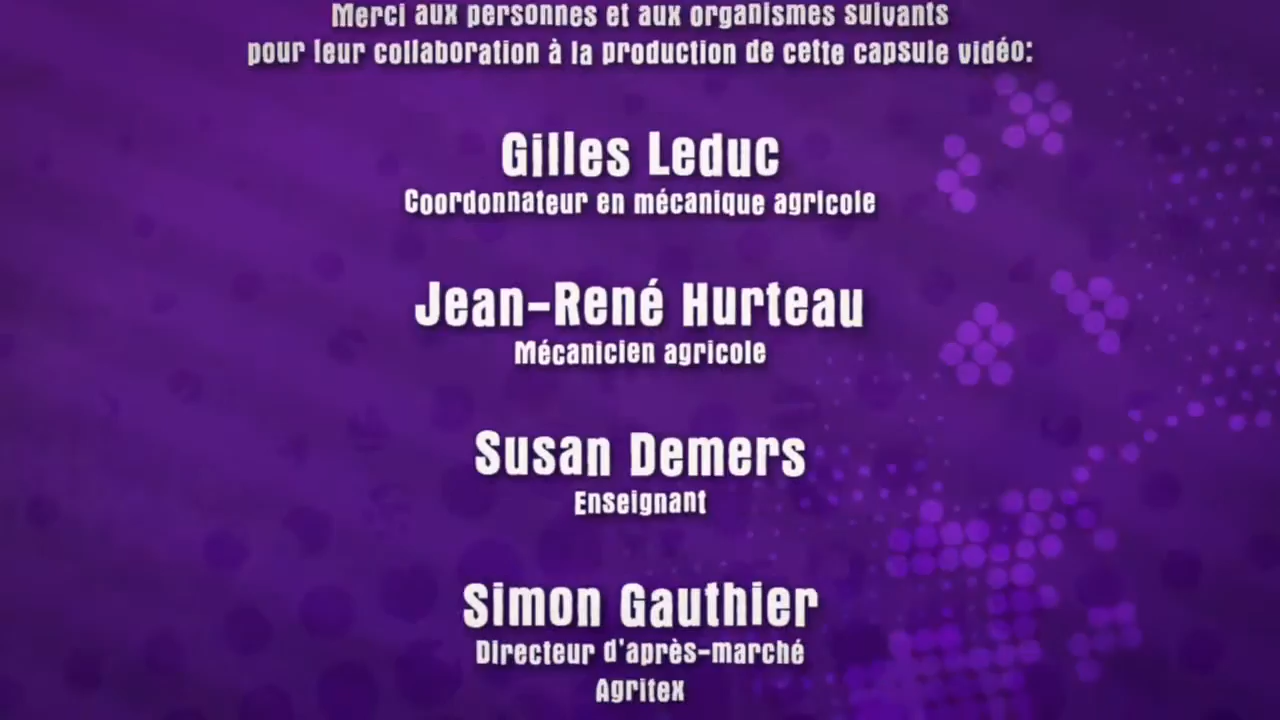 Merci aux personnes et aux organismes suivants
pour leur collaboration à la production de cette capsule vidéo:
Gilles Leduc
Coordonnateur en mécanique agricole
Jean-René Hurteau
Mécanicien agricole
Susan Demers
Enseignant
Simon Gauthier
Directeur d'après-marché
Agritex